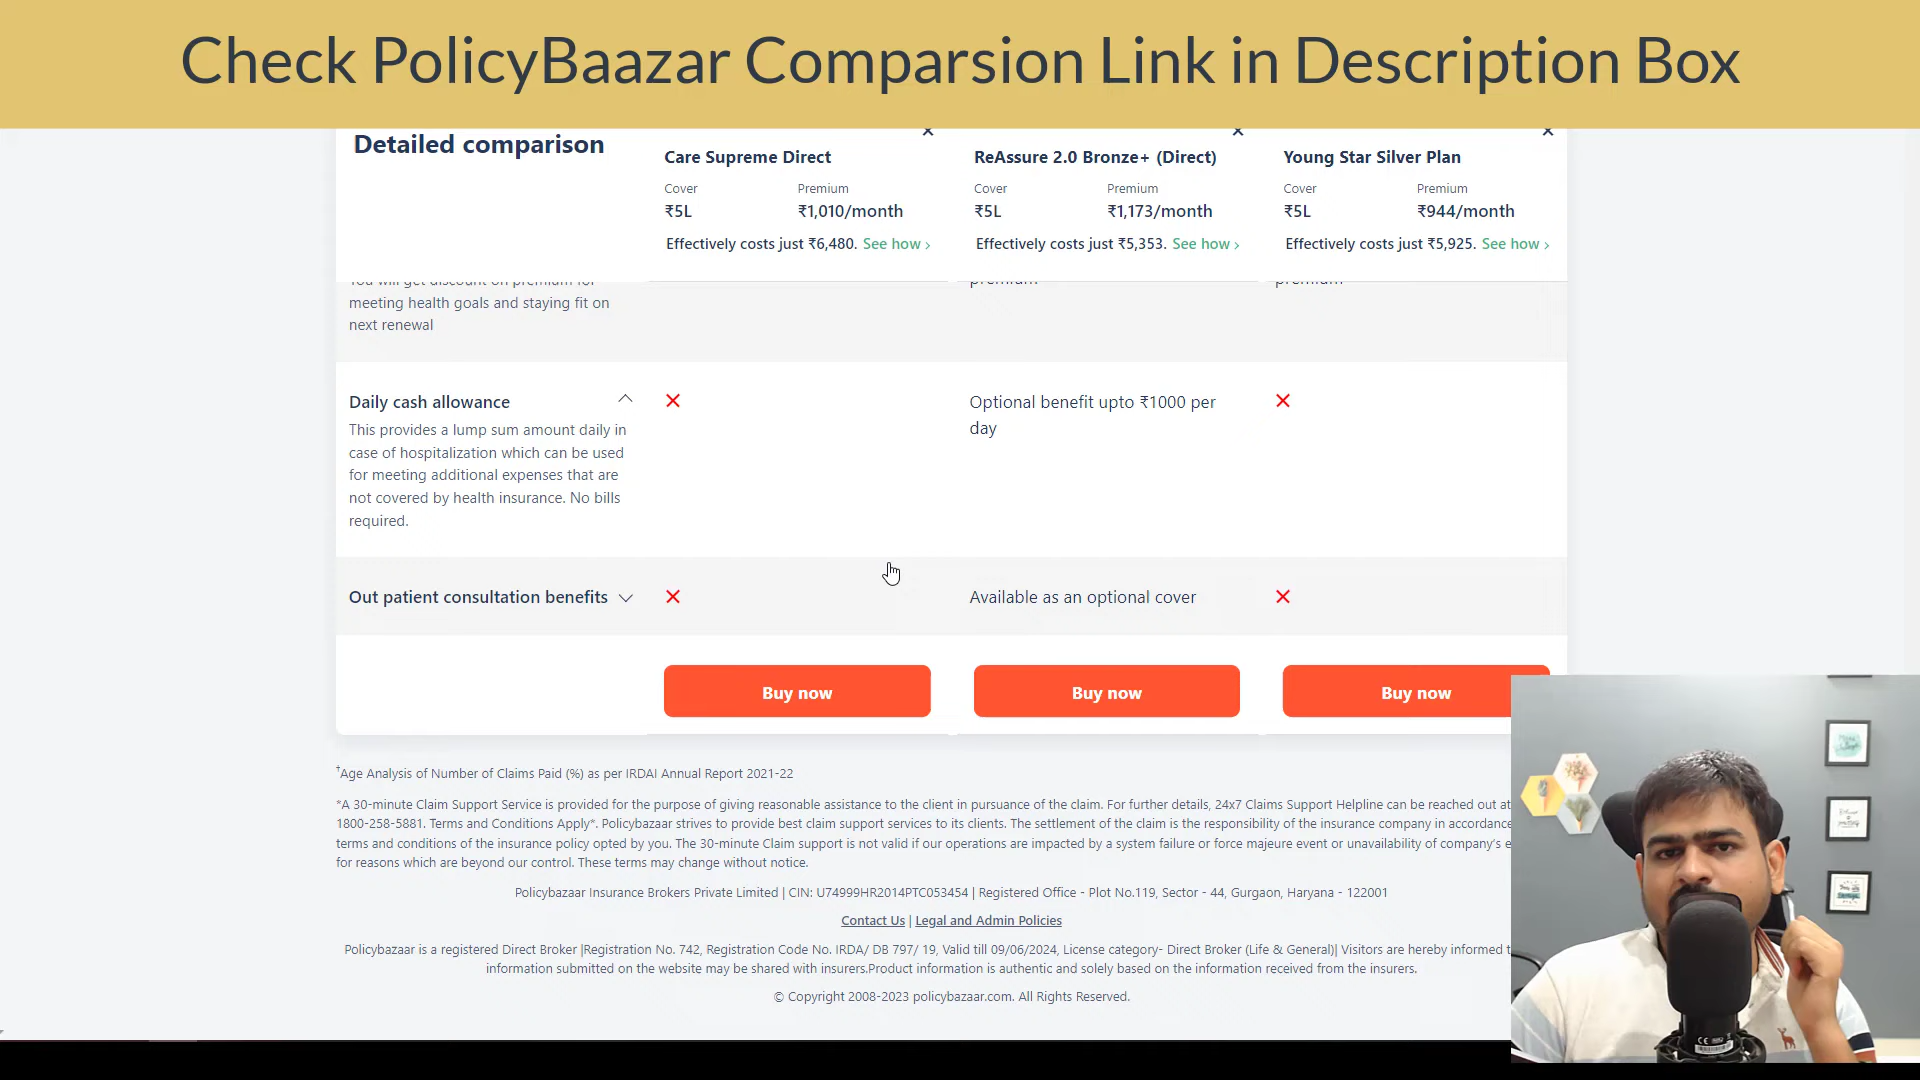 Check PolicyBaazar Comparsion Link in Description Box
Detailed comparison
Care Supreme Direct
Cover Premium
₹5L ₹1,010/month
Effectively costs just ₹6,480. See how ›
ReAssure 2.0 Bronze+ (Direct)
Cover Premium
₹5L ₹1,173/month
Effectively costs just ₹5,353. See how ›
Young Star Silver Plan
Cover Premium
₹5L ₹944/month
Effectively costs just ₹5,925. See how ›
You will get discount on premium for
meeting health goals and staying fit on
next renewal
premium
premium
Daily cash allowance
This provides a lump sum amount daily in
case of hospitalization which can be used
for meeting additional expenses that are
not covered by health insurance. No bills
required.
Optional benefit upto ₹1000 per
day
Out patient consultation benefits
Available as an optional cover
Buy now
Buy now
Buy now
†Age Analysis of Number of Claims Paid (%) as per IRDAI Annual Report 2021-22
*A 30-minute Claim Support Service is provided for the purpose of giving reasonable assistance to the client in pursuance of the claim. For further details, 24x7 Claims Support Helpline can be reached out at
1800-258-5881. Terms and Conditions Apply*. Policybazaar strives to provide best claim support services to its clients. The settlement of the claim is the responsibility of the insurance company in accordance
terms and conditions of the insurance policy opted by you. The 30-minute Claim support is not valid if our operations are impacted by a system failure or force majeure event or unavailability of company's
for reasons which are beyond our control. These terms may change without notice.
Policybazaar Insurance Brokers Private Limited | CIN: U74999HR2014PTC053454 | Registered Office - Plot No.119, Sector - 44, Gurgaon, Haryana - 122001
Contact Us | Legal and Admin Policies
Policybazaar is a registered Direct Broker |Registration No. 742, Registration Code No. IRDA/ DB 797/ 19, Valid till 09/06/2024, License category- Direct Broker (Life & General)| Visitors are hereby informed
information submitted on the website may be shared with insurers.Product information is authentic and solely based on the information received from the insurers.
© Copyright 2008-2023 policybazaar.com. All Rights Reserved.